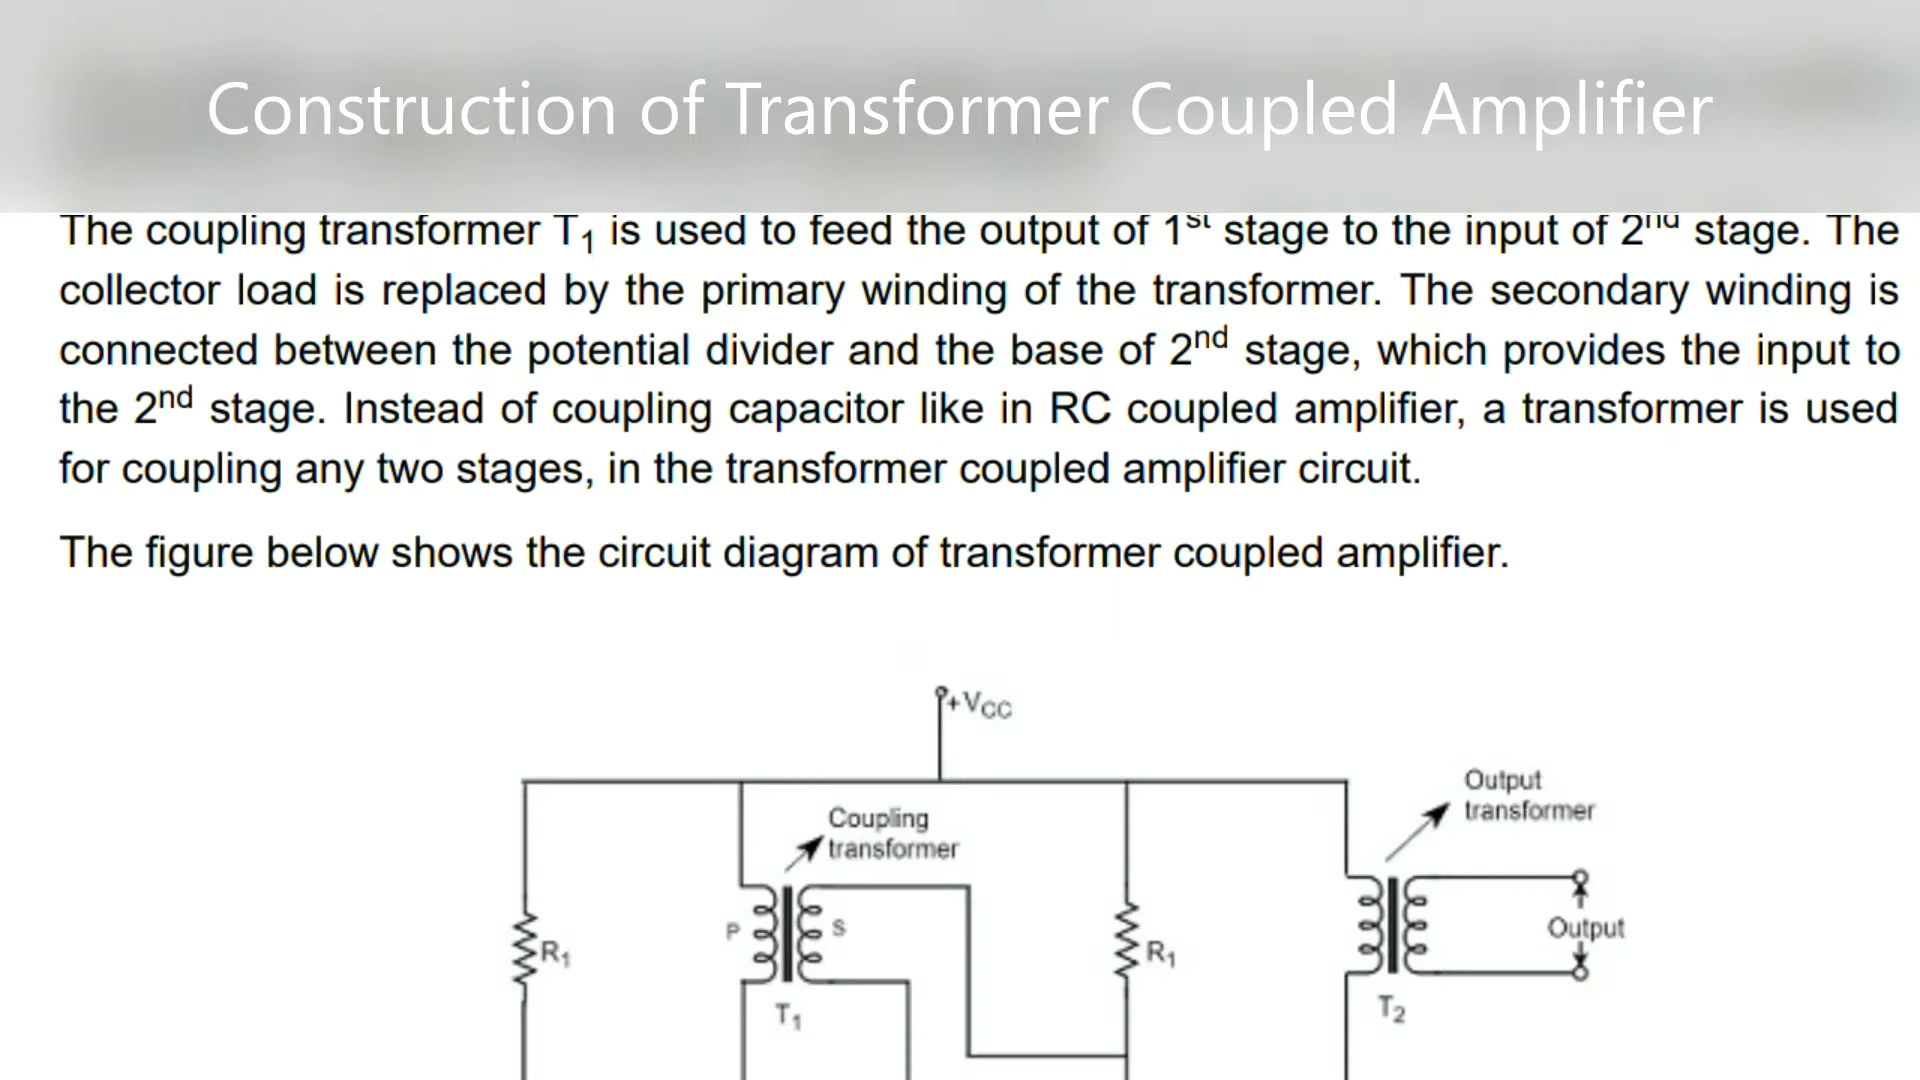 Construction of Transformer Coupled Amplifier
The coupling transformer T₁ is used to feed the output of 1st stage to the input of 2nd stage. The
collector load is replaced by the primary winding of the transformer. The secondary winding is
connected between the potential divider and the base of 2nd stage, which provides the input to
the 2nd stage. Instead of coupling capacitor like in RC coupled amplifier, a transformer is used
for coupling any two stages, in the transformer coupled amplifier circuit.
The figure below shows the circuit diagram of transformer coupled amplifier.
+VCC
Output
transformer
Coupling
transformer
P
S
R₁
R₁
Output
T₁
T₂